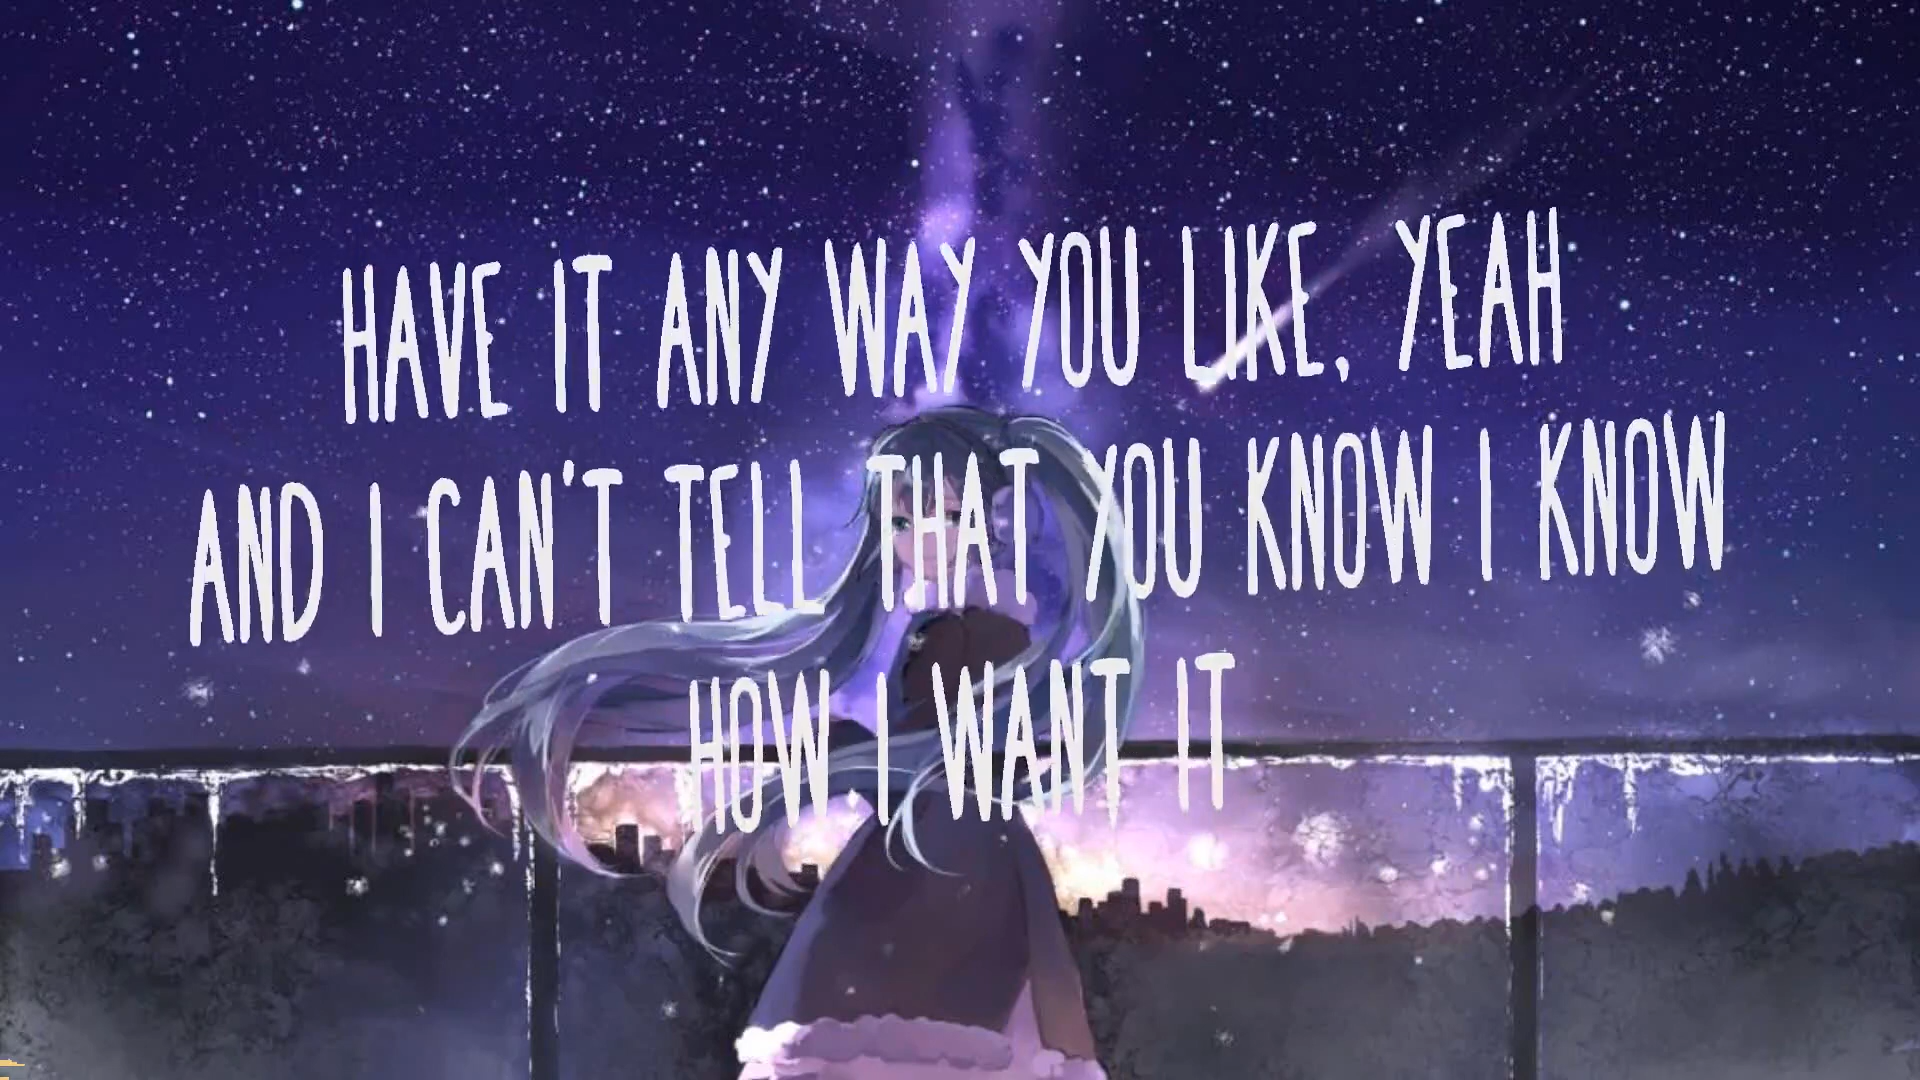 HAVE IT ANY WAY YOU LIKE, YEAH
AND I CAN'T TELL THAT YOU KNOW I KNOW
HOW I WANT IT